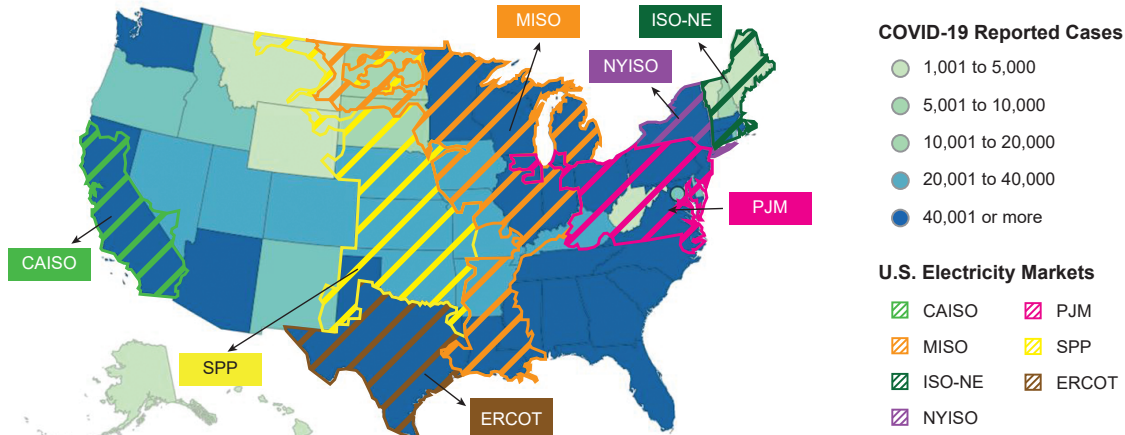 MISO
ISO-NE
NYISO
PJM
CAISO
SPP
ERCOT
COVID-19 Reported Cases
1,001 to 5,000
5,001 to 10,000
10,001 to 20,000
20,001 to 40,000
40,001 or more
U.S. Electricity Markets
CAISO
PJM
MISO
SPP
ISO-NE
ERCOT
NYISO